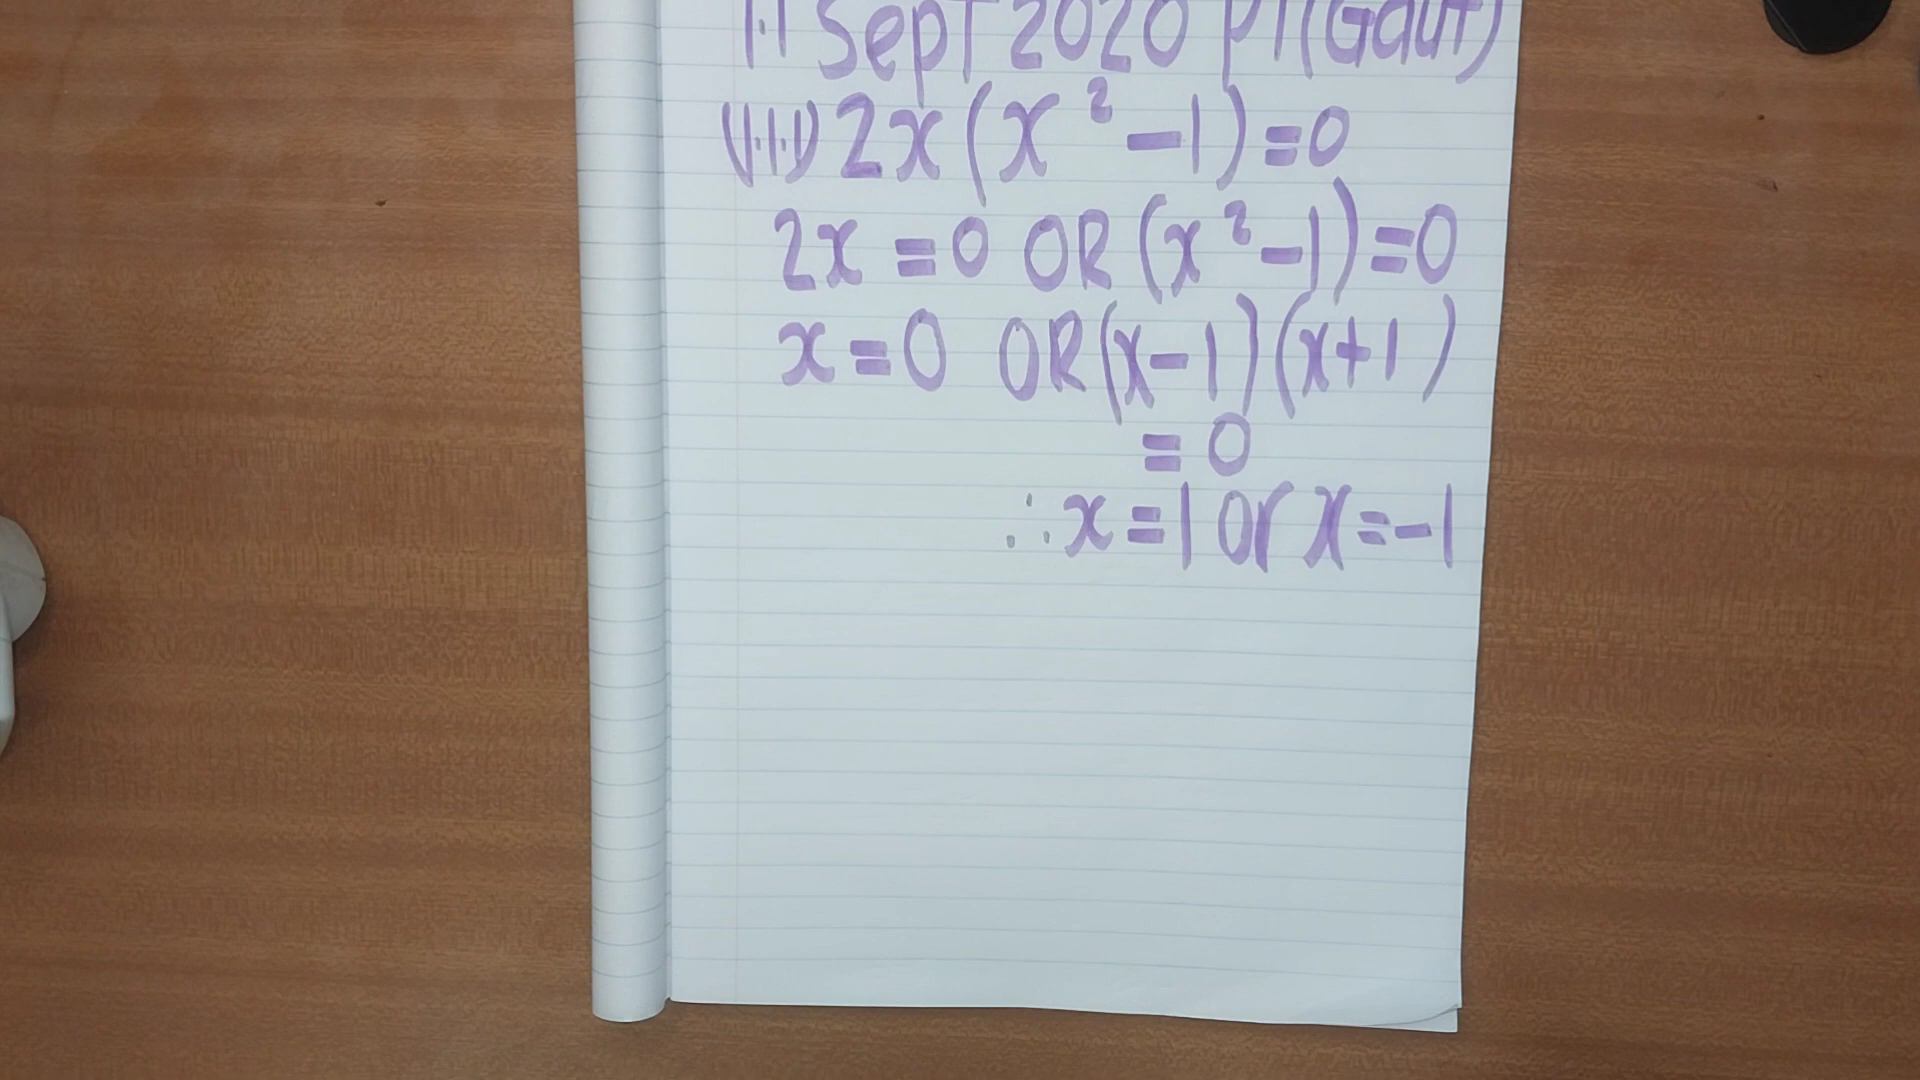 1.1 Sept 2020 P1 (Gaut)
(1.1.1) 2x (x² - 1) = 0
2x = 0 OR (x² - 1) = 0
x = 0 OR (x - 1) (x + 1)
= 0
∴ x = 1 or x = -1